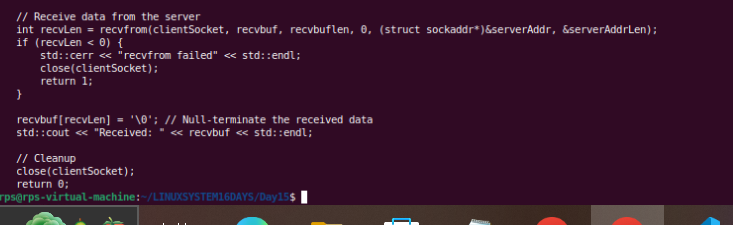 // Receive data from the server
int recvLen = recvfrom(clientSocket, recvbuf, recvbuflen, 0, (struct sockaddr*)&serverAddr, &serverAddrLen);
if (recvLen < 0) {
    std::cerr << "recvfrom failed" << std::endl;
    close(clientSocket);
    return 1;
}

recvbuf[recvLen] = '\0'; // Null-terminate the received data
std::cout << "Received: " << recvbuf << std::endl;

// Cleanup
close(clientSocket);
return 0;
rps@rps-virtual-machine:~/LINUXSYSTEM16DAYS/Day15$